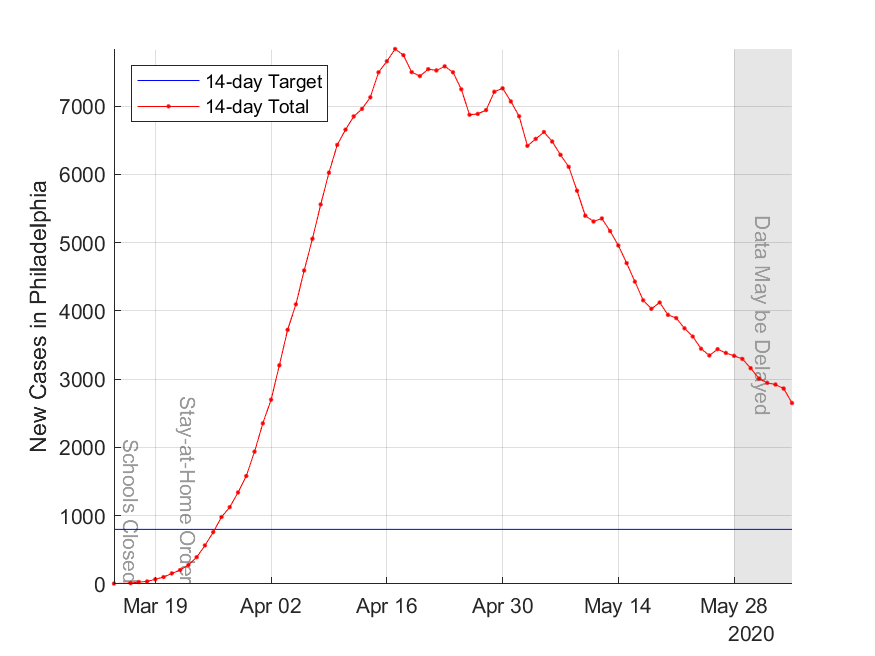 14-day Target
14-day Total
New Cases in Philadelphia
7000
6000
5000
4000
3000
2000
1000
0
Schools Closed
Stay-at-Home Order
Data May be Delayed
Mar 19
Apr 02
Apr 16
Apr 30
May 14
May 28
2020